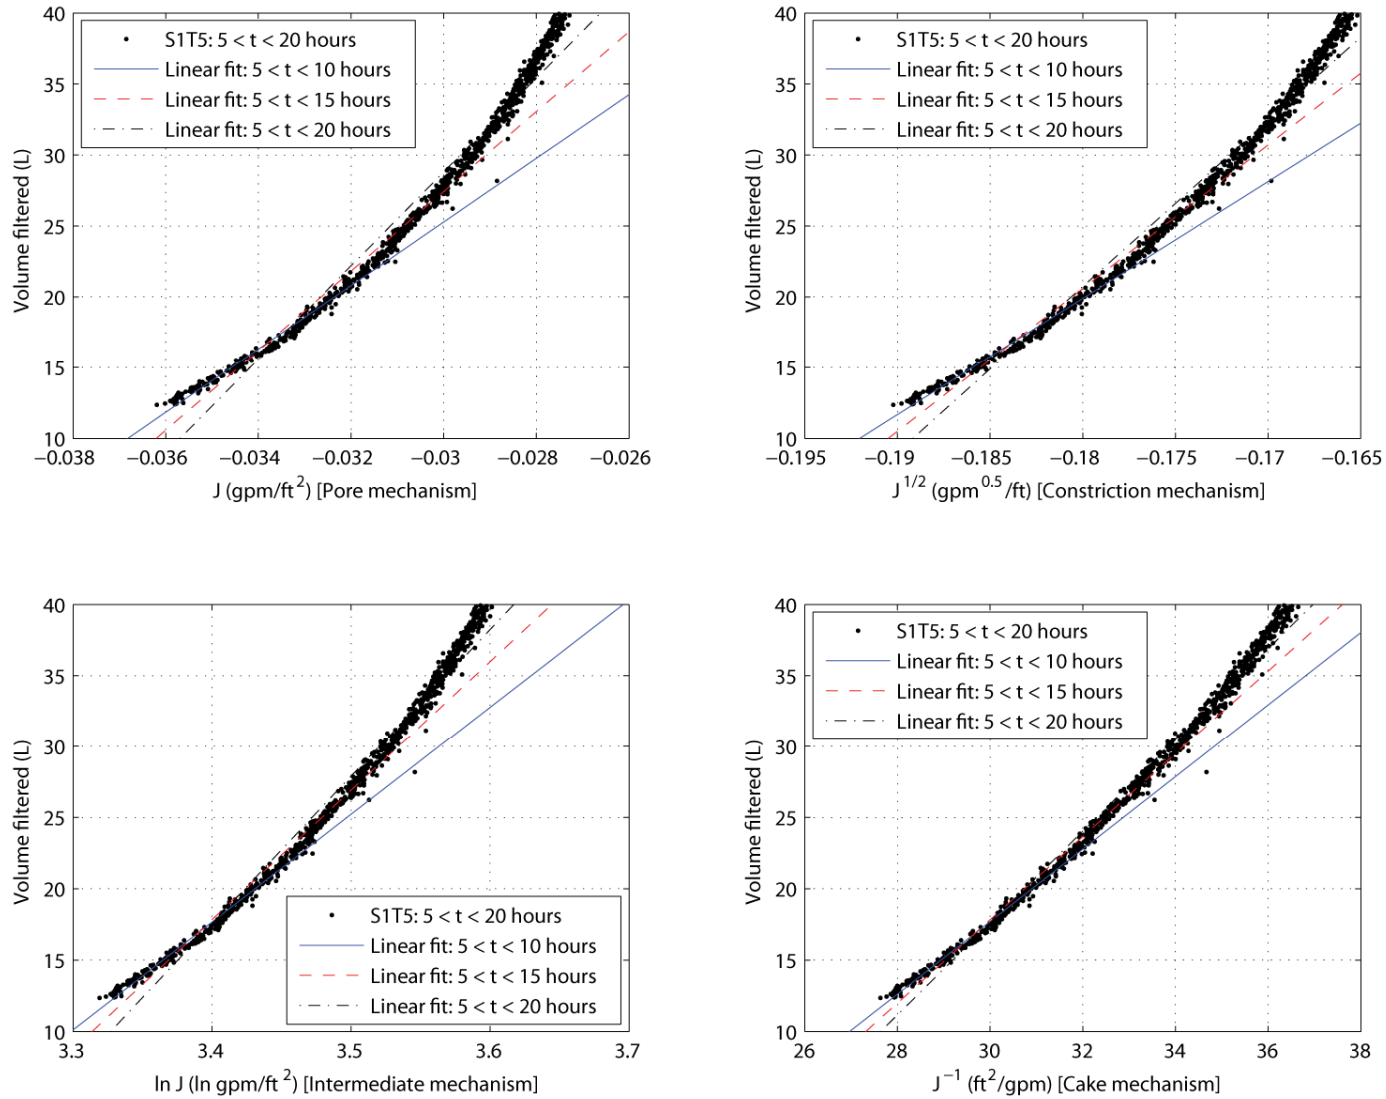 40
35
30
25
20
15
10
Volume filtered (L)
S1T5: 5 < t < 20 hours
Linear fit: 5 < t < 10 hours
Linear fit: 5 < t < 15 hours
Linear fit: 5 < t < 20 hours
−0.038 −0.036 −0.034 −0.032 −0.03 −0.028 −0.026
J (gpm/ft²) [Pore mechanism]
40
35
30
25
20
15
10
Volume filtered (L)
S1T5: 5 < t < 20 hours
Linear fit: 5 < t < 10 hours
Linear fit: 5 < t < 15 hours
Linear fit: 5 < t < 20 hours
−0.195 −0.19 −0.185 −0.18 −0.175 −0.17 −0.165
J^1/2 (gpm^0.5/ft) [Constriction mechanism]
40
35
30
25
20
15
10
Volume filtered (L)
S1T5: 5 < t < 20 hours
Linear fit: 5 < t < 10 hours
Linear fit: 5 < t < 15 hours
Linear fit: 5 < t < 20 hours
3.3 3.4 3.5 3.6 3.7
ln J (ln gpm/ft²) [Intermediate mechanism]
40
35
30
25
20
15
10
Volume filtered (L)
S1T5: 5 < t < 20 hours
Linear fit: 5 < t < 10 hours
Linear fit: 5 < t < 15 hours
Linear fit: 5 < t < 20 hours
26 28 30 32 34 36 38
J⁻¹ (ft²/gpm) [Cake mechanism]